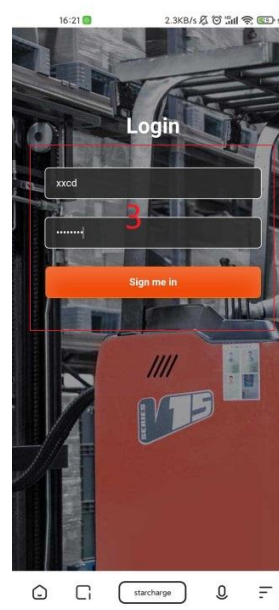 16:21 2.3KB/s
Login
xxcd
3
••••••••
Sign me in
SERIES V15
starcharge